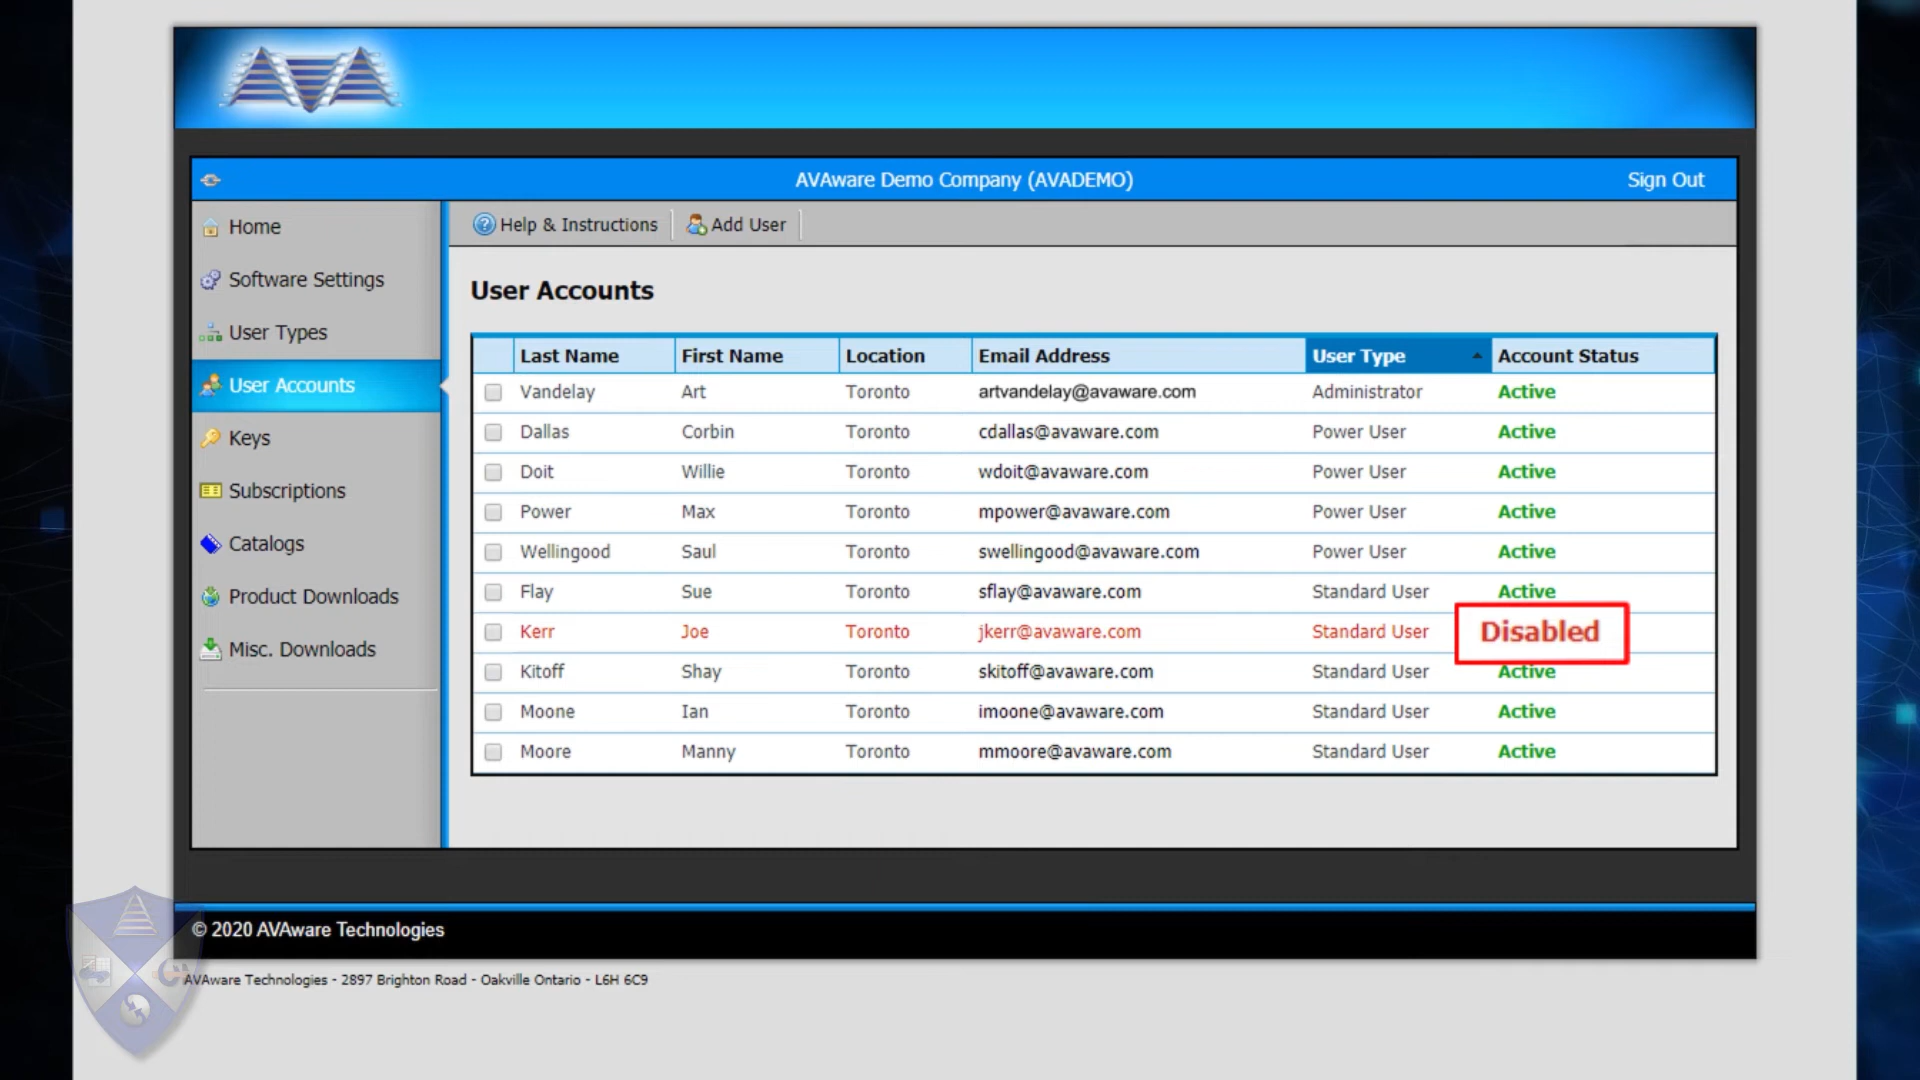 AVAware Demo Company (AVADEMO) Sign Out
Home
Software Settings
User Types
User Accounts
Keys
Subscriptions
Catalogs
Product Downloads
Misc. Downloads
Help & Instructions Add User
User Accounts
Last Name First Name Location Email Address User Type Account Status
Vandelay Art Toronto artvandelay@avaware.com Administrator Active
Dallas Corbin Toronto cdallas@avaware.com Power User Active
Doit Willie Toronto wdoit@avaware.com Power User Active
Power Max Toronto mpower@avaware.com Power User Active
Wellingood Saul Toronto swellingood@avaware.com Power User Active
Flay Sue Toronto sflay@avaware.com Standard User Active
Kerr Joe Toronto jkerr@avaware.com Standard User Disabled
Kitoff Shay Toronto skitoff@avaware.com Standard User Active
Moone Ian Toronto imoone@avaware.com Standard User Active
Moore Manny Toronto mmoore@avaware.com Standard User Active
© 2020 AVAware Technologies
AVAware Technologies - 2897 Brighton Road - Oakville Ontario - L6H 6C9